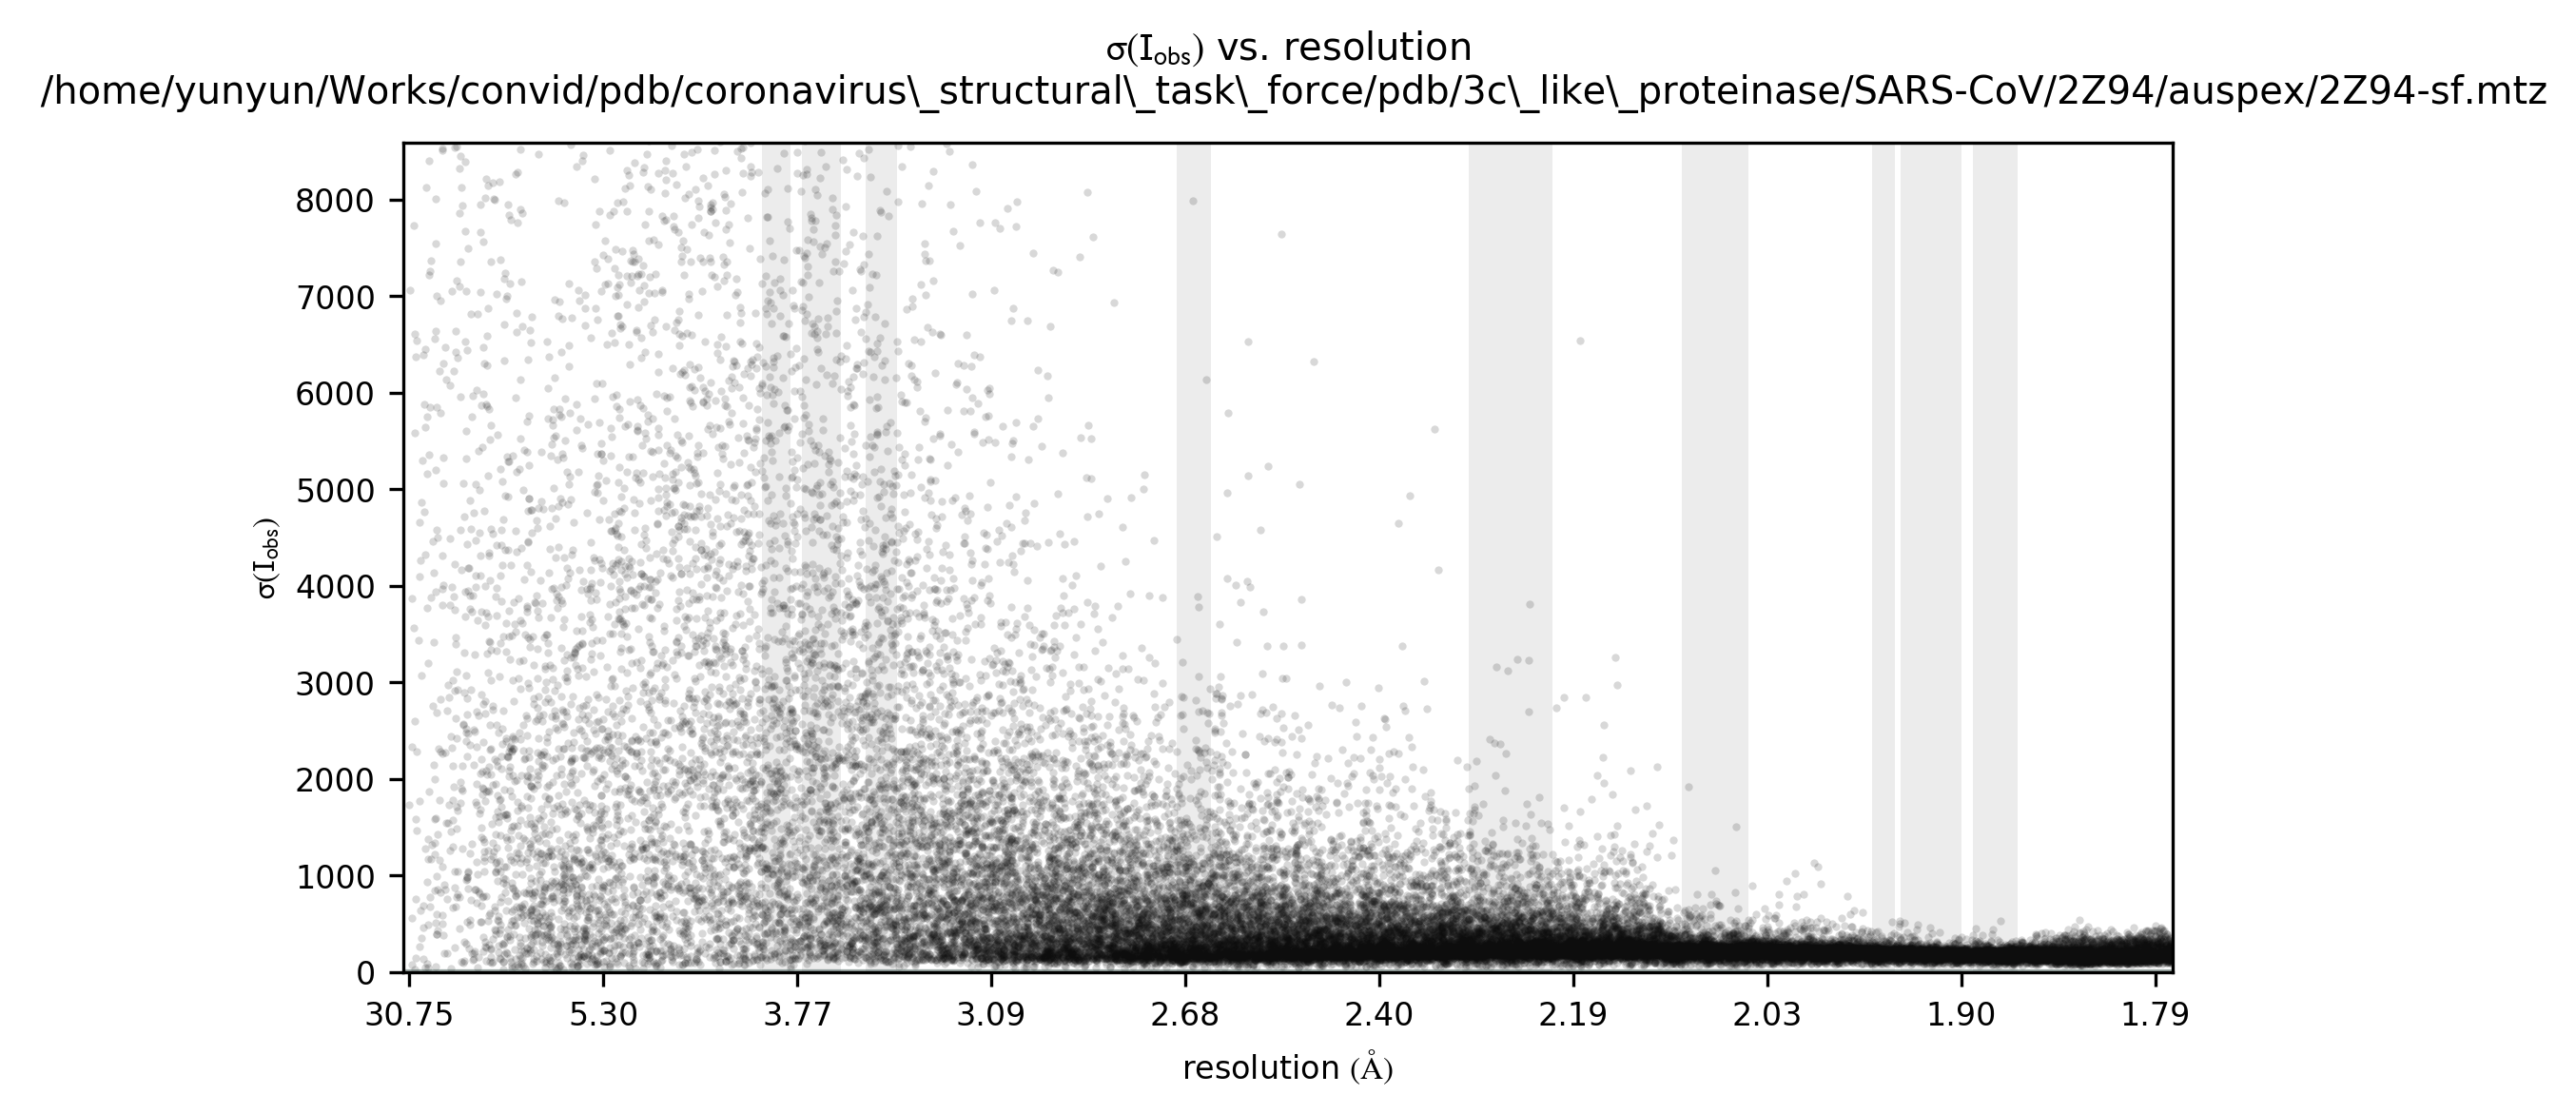 σ(I_obs) vs. resolution
/home/yunyun/Works/convid/pdb/coronavirus\_structural\_task\_force/pdb/3c\_like\_proteinase/SARS-CoV/2Z94/auspex/2Z94-sf.mtz
8000
7000
6000
5000
4000
3000
2000
1000
0
σ(I_obs)
30.75 5.30 3.77 3.09 2.68 2.40 2.19 2.03 1.90 1.79
resolution (Å)